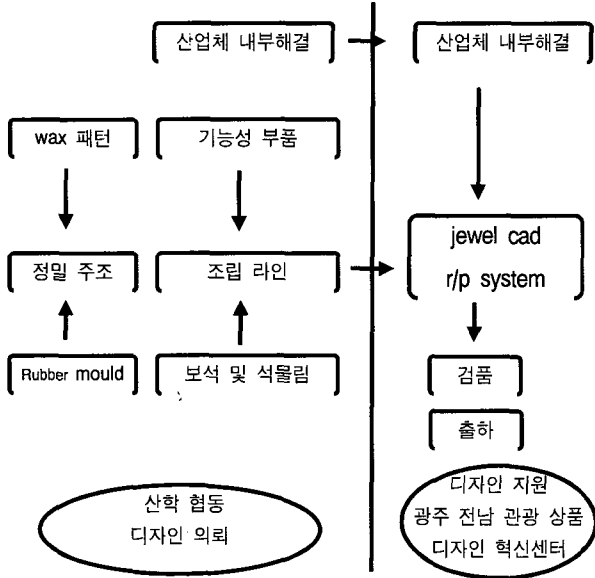 산업체 내부해결
산업체 내부해결
wax 패턴
기능성 부품
정밀 주조
조립 라인
jewel cad
r/p system
Rubber mould
보석 및 석물림
검품
출하
산학 협동
디자인 의뢰
디자인 지원
광주 전남 관광 상품
디자인 혁신센터